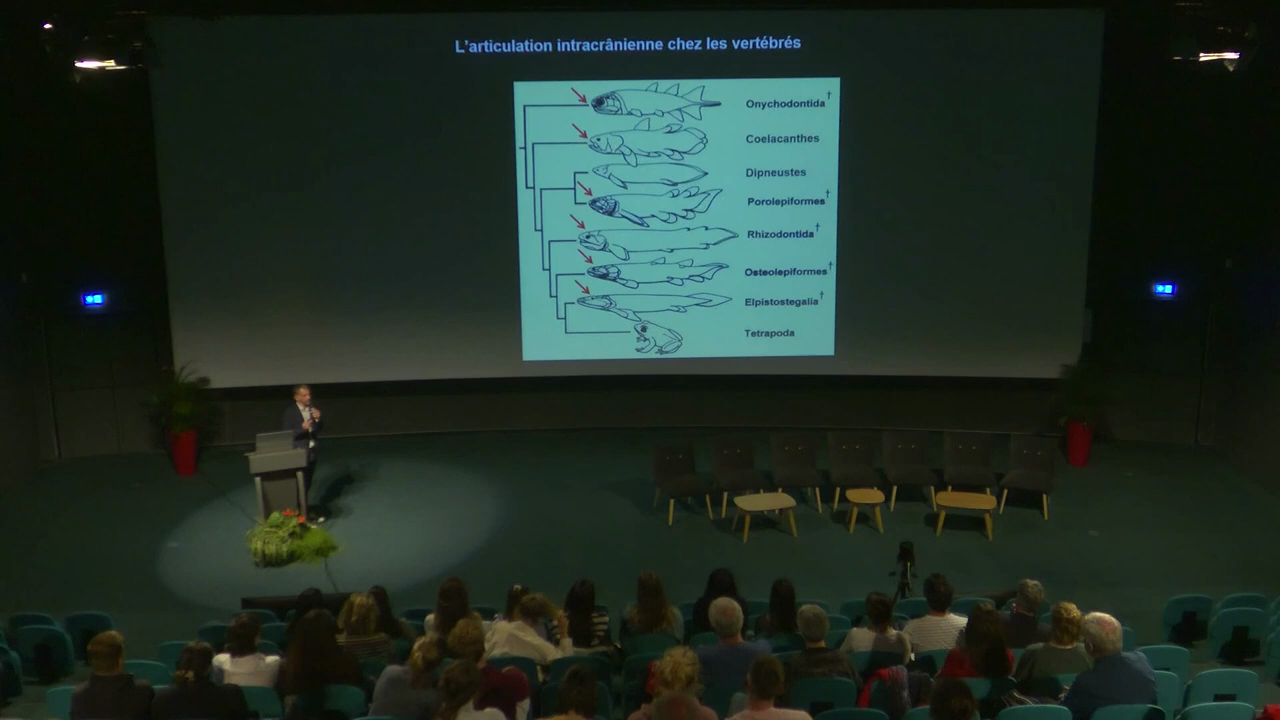 L'articulation intracrânienne chez les vertébrés
Onychodontida†
Coelacanthes
Dipneustes
Porolepiformes†
Rhizodontida†
Osteolepiformes†
Elpistostegalia†
Tetrapoda